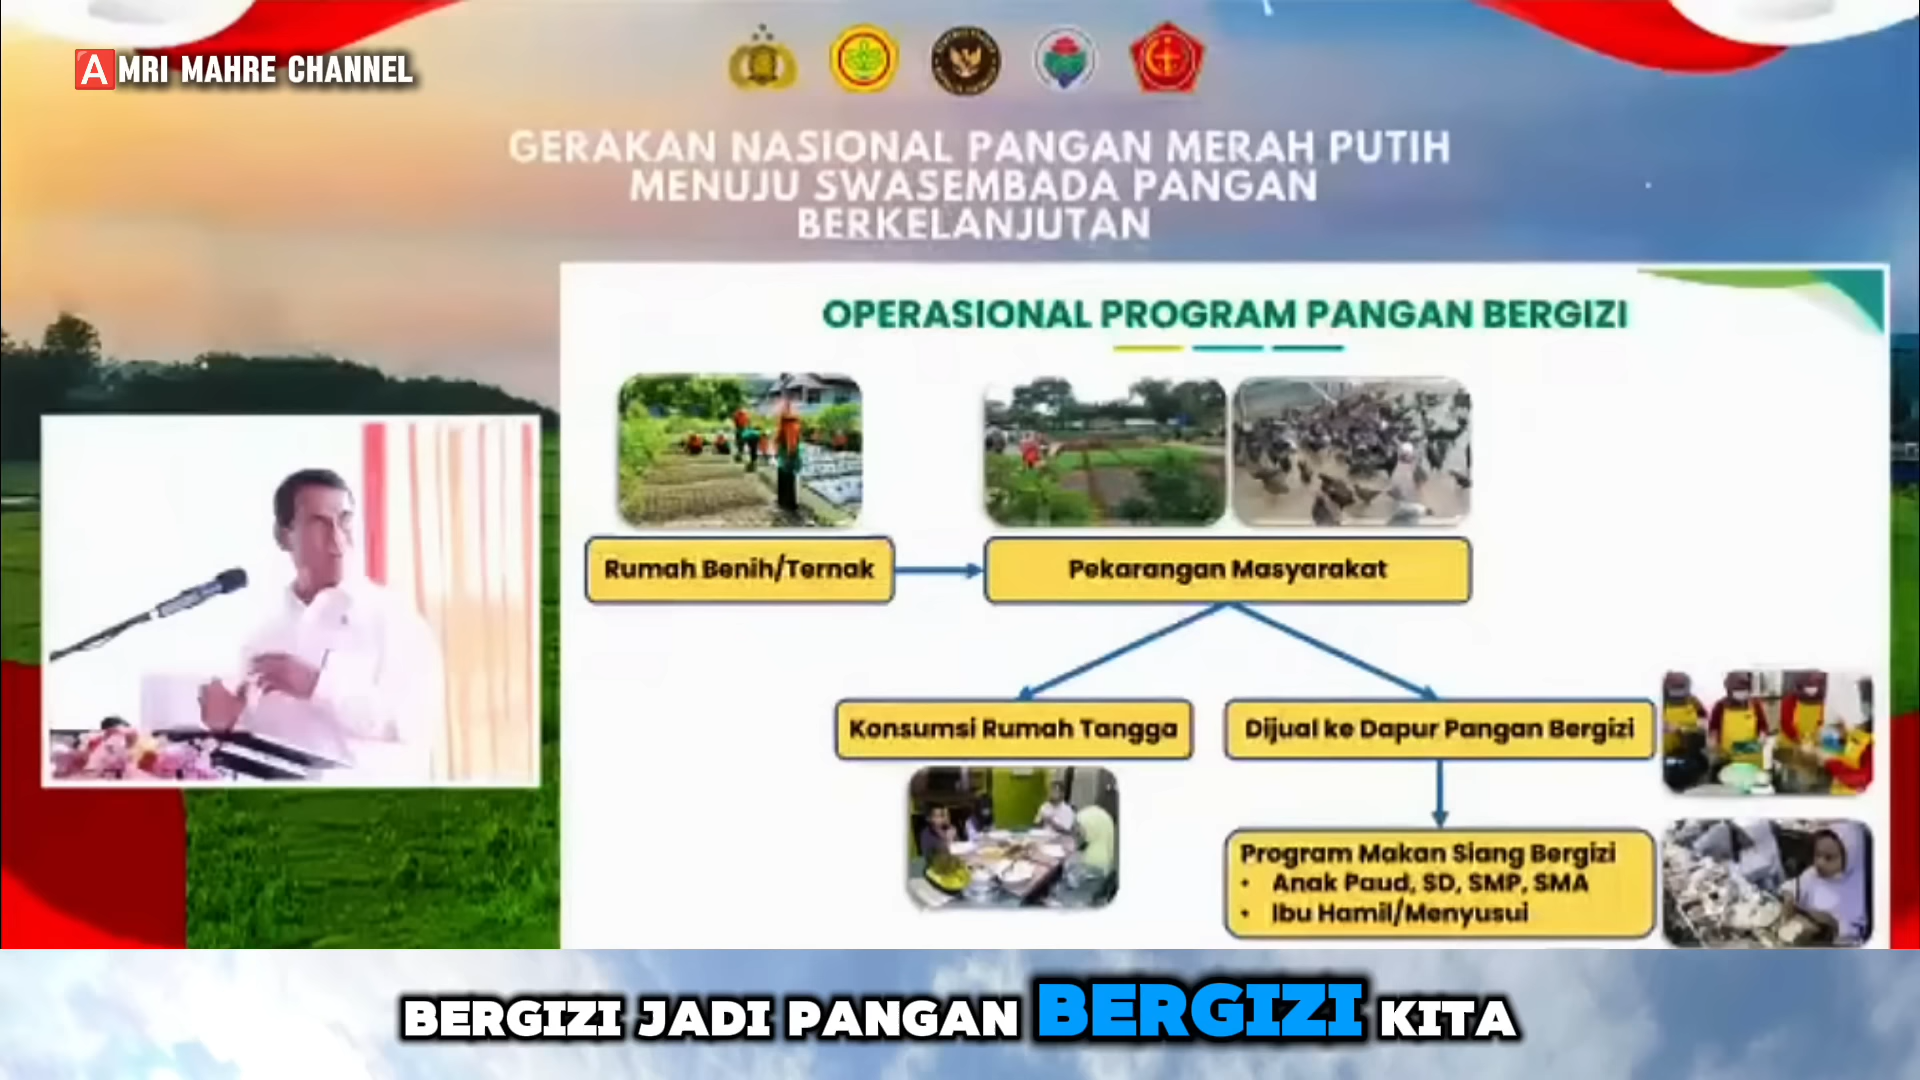 🅰MRI MAHRE CHANNEL
GERAKAN NASIONAL PANGAN MERAH PUTIH
MENUJU SWASEMBADA PANGAN
BERKELANJUTAN
OPERASIONAL PROGRAM PANGAN BERGIZI
Rumah Benih/Ternak
Pekarangan Masyarakat
Konsumsi Rumah Tangga
Dijual ke Dapur Pangan Bergizi
Program Makan Siang Bergizi
• Anak Paud, SD, SMP, SMA
• Ibu Hamil/Menyusui
BERGIZI JADI PANGAN BERGIZI KITA